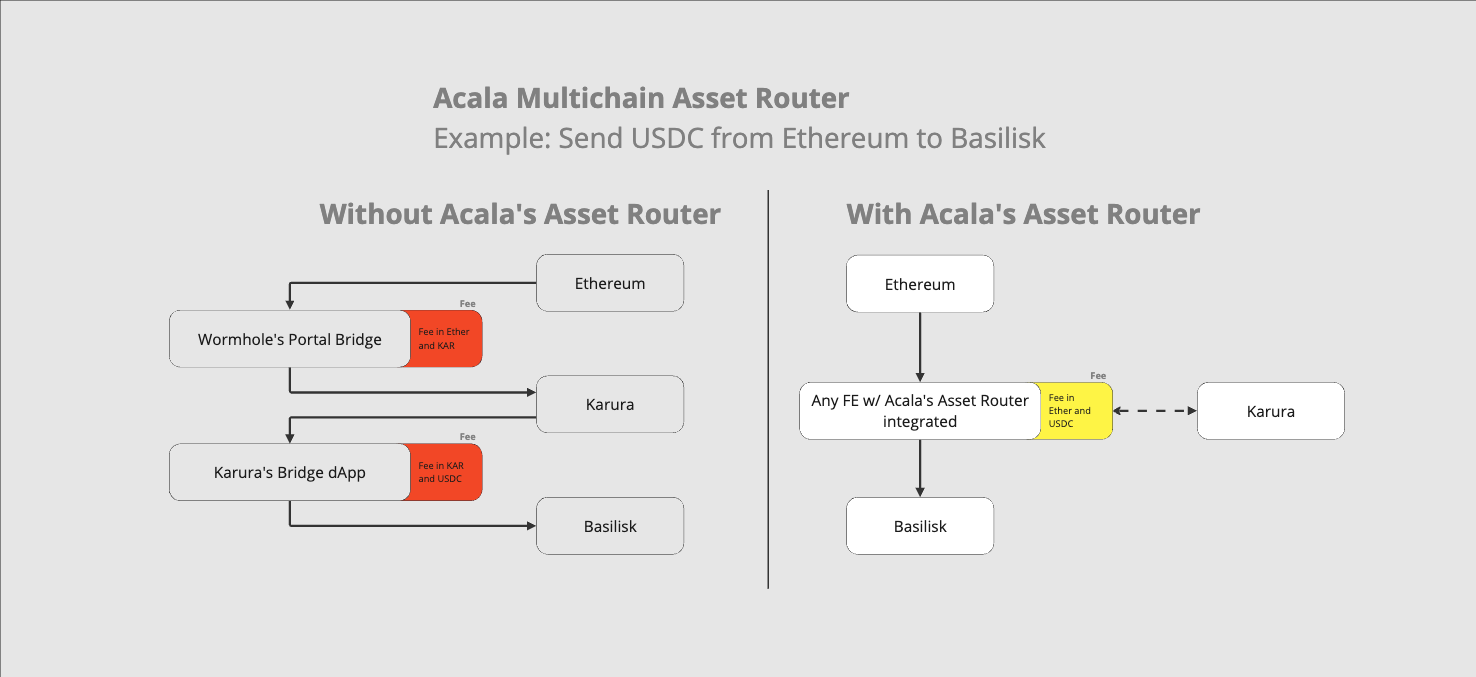 Acala Multichain Asset Router
Example: Send USDC from Ethereum to Basilisk
Without Acala's Asset Router
Ethereum
Fee
Wormhole's Portal Bridge
Fee in Ether
and KAR
Karura
Fee
Karura's Bridge dApp
Fee in KAR
and USDC
Basilisk
With Acala's Asset Router
Ethereum
Fee
Any FE w/ Acala's Asset Router
integrated
Fee in
Ether and
USDC
Karura
Basilisk